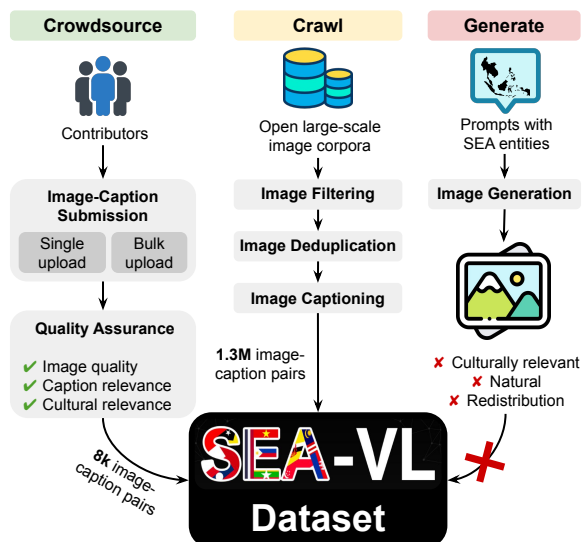 Crowdsource
Contributors
Image-Caption
Submission
Single
upload
Bulk
upload
Quality Assurance
✔ Image quality
✔ Caption relevance
✔ Cultural relevance
8k image-
caption pairs
Crawl
Open large-scale
image corpora
Image Filtering
Image Deduplication
Image Captioning
1.3M image-
caption pairs
Generate
Prompts with
SEA entities
Image Generation
✘ Culturally relevant
✘ Natural
✘ Redistribution
SEA-VL
Dataset